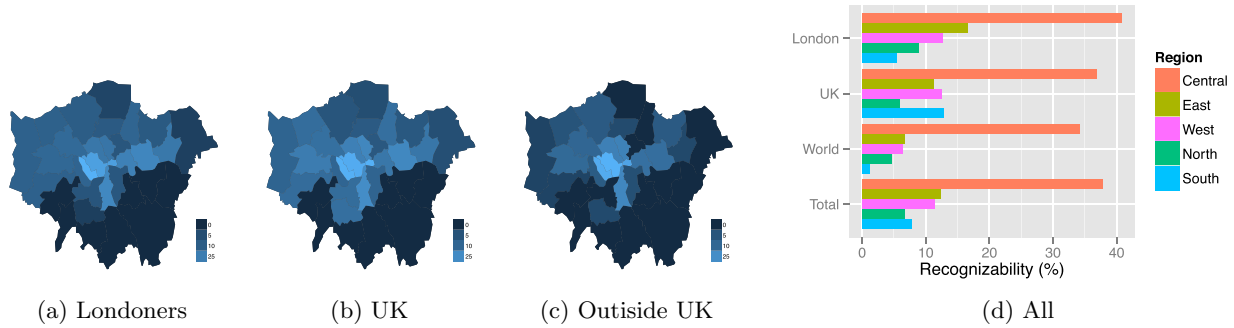 0
5
10
25
(a) Londoners
0
5
10
25
(b) UK
0
5
10
25
(c) Outiside UK
London
UK
World
Total
0 10 20 30 40
Recognizability (%)
Region
Central
East
West
North
South
(d) All